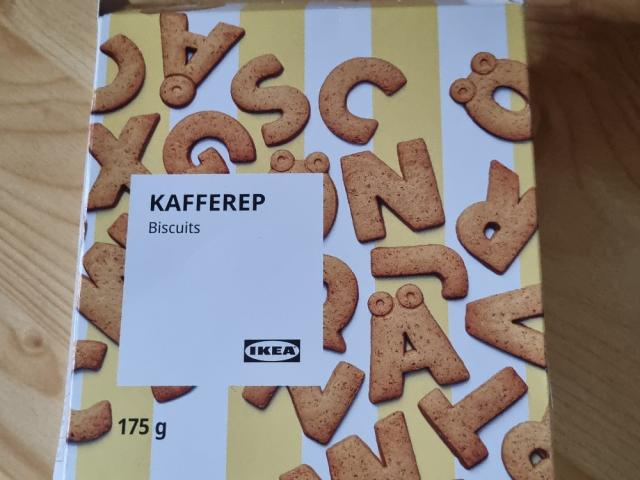 KAFFEREP
Biscuits
IKEA
175 g